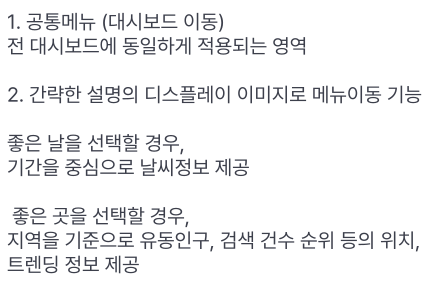 1. 공통메뉴 (대시보드 이동)
전 대시보드에 동일하게 적용되는 영역
2. 간략한 설명의 디스플레이 이미지로 메뉴이동 기능
좋은 날을 선택할 경우,
기간을 중심으로 날씨정보 제공
좋은 곳을 선택할 경우,
지역을 기준으로 유동인구, 검색 건수 순위 등의 위치,
트렌딩 정보 제공